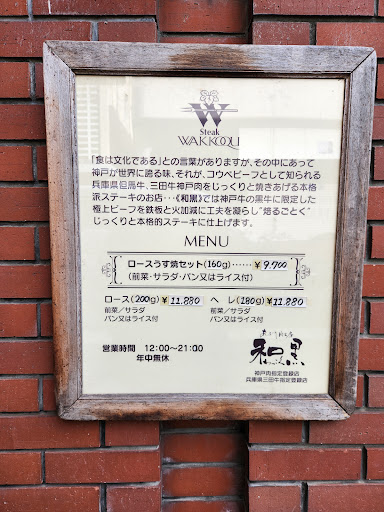 W
Steak
WAKKOQU
「食は文化である」との言葉がありますが、その中にあって
神戸が世界に誇る味、それが、コウベビーフとして知られる
兵庫県但馬牛、三田牛神戸肉をじっくりと焼きあげる本格
派ステーキのお店・・・《和黒》では神戸牛の黒牛に限定した
極上ビーフを鉄板と火加減に工夫を凝らし"焙るごとく"
じっくりと本格的ステーキに仕上げます。
MENU
ロースうす焼セット(160g)・・・・・・￥9.700
(前菜・サラダ・パン又はライス付)
ロース(200g) ￥11.880 ヘレ(180g) ￥11.880
前菜／サラダ 前菜／サラダ
パン又はライス付 パン又はライス付
営業時間 12:00～21:00
年中無休
和黒
神戸肉指定登録店
兵庫県三田牛指定登録店